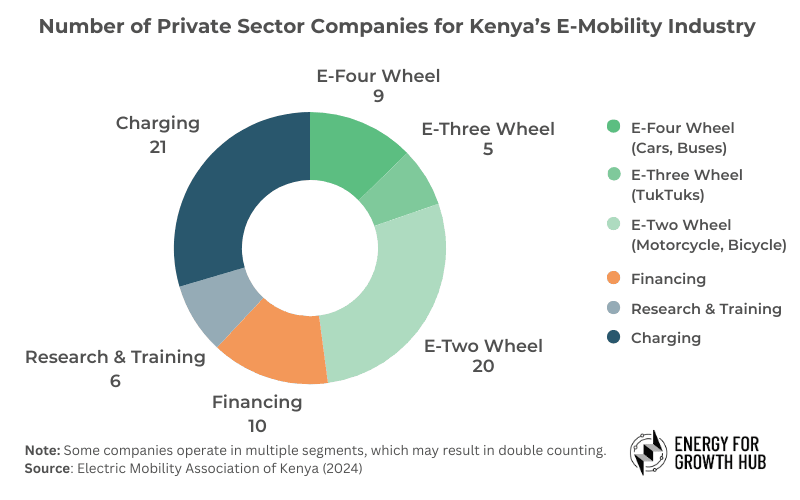 Number of Private Sector Companies for Kenya’s E-Mobility Industry
E-Four Wheel
9
E-Three Wheel
5
Charging
21
E-Two Wheel
20
Research & Training
6
Financing
10
E-Four Wheel
(Cars, Buses)
E-Three Wheel
(TukTuks)
E-Two Wheel
(Motorcycle, Bicycle)
Financing
Research & Training
Charging
Note: Some companies operate in multiple segments, which may result in double counting.
Source: Electric Mobility Association of Kenya (2024)
ENERGY FOR
GROWTH HUB